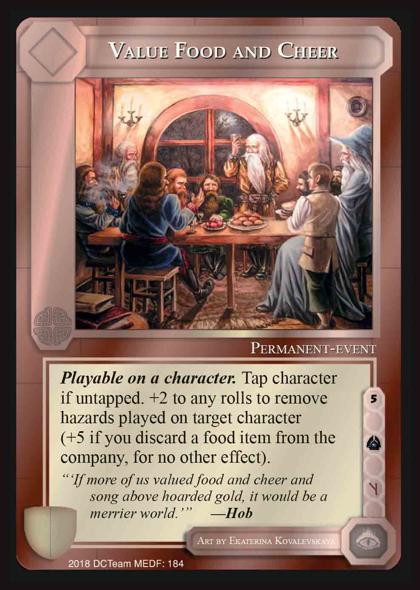 Value Food and Cheer
Permanent-event
Playable on a character. Tap character
if untapped. +2 to any rolls to remove
hazards played on target character
(+5 if you discard a food item from the
company, for no other effect).
“‘If more of us valued food and cheer and
song above hoarded gold, it would be a
merrier world.’” —Hob
5
Art by Ekaterina Kovalevskaya
2018 DCTeam MEDF: 184